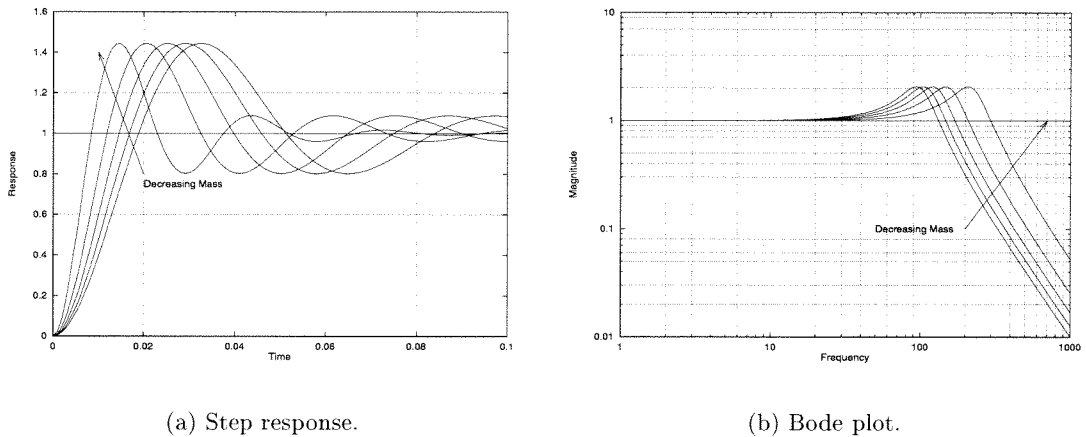 1.6
1.4
1.2
1
0.8
0.6
0.4
0.2
0
Response
Decreasing Mass
0 0.02 0.04 0.06 0.08 0.1
Time
(a) Step response.
10
1
0.1
0.01
Magnitude
Decreasing Mass
1 10 100 1000
Frequency
(b) Bode plot.